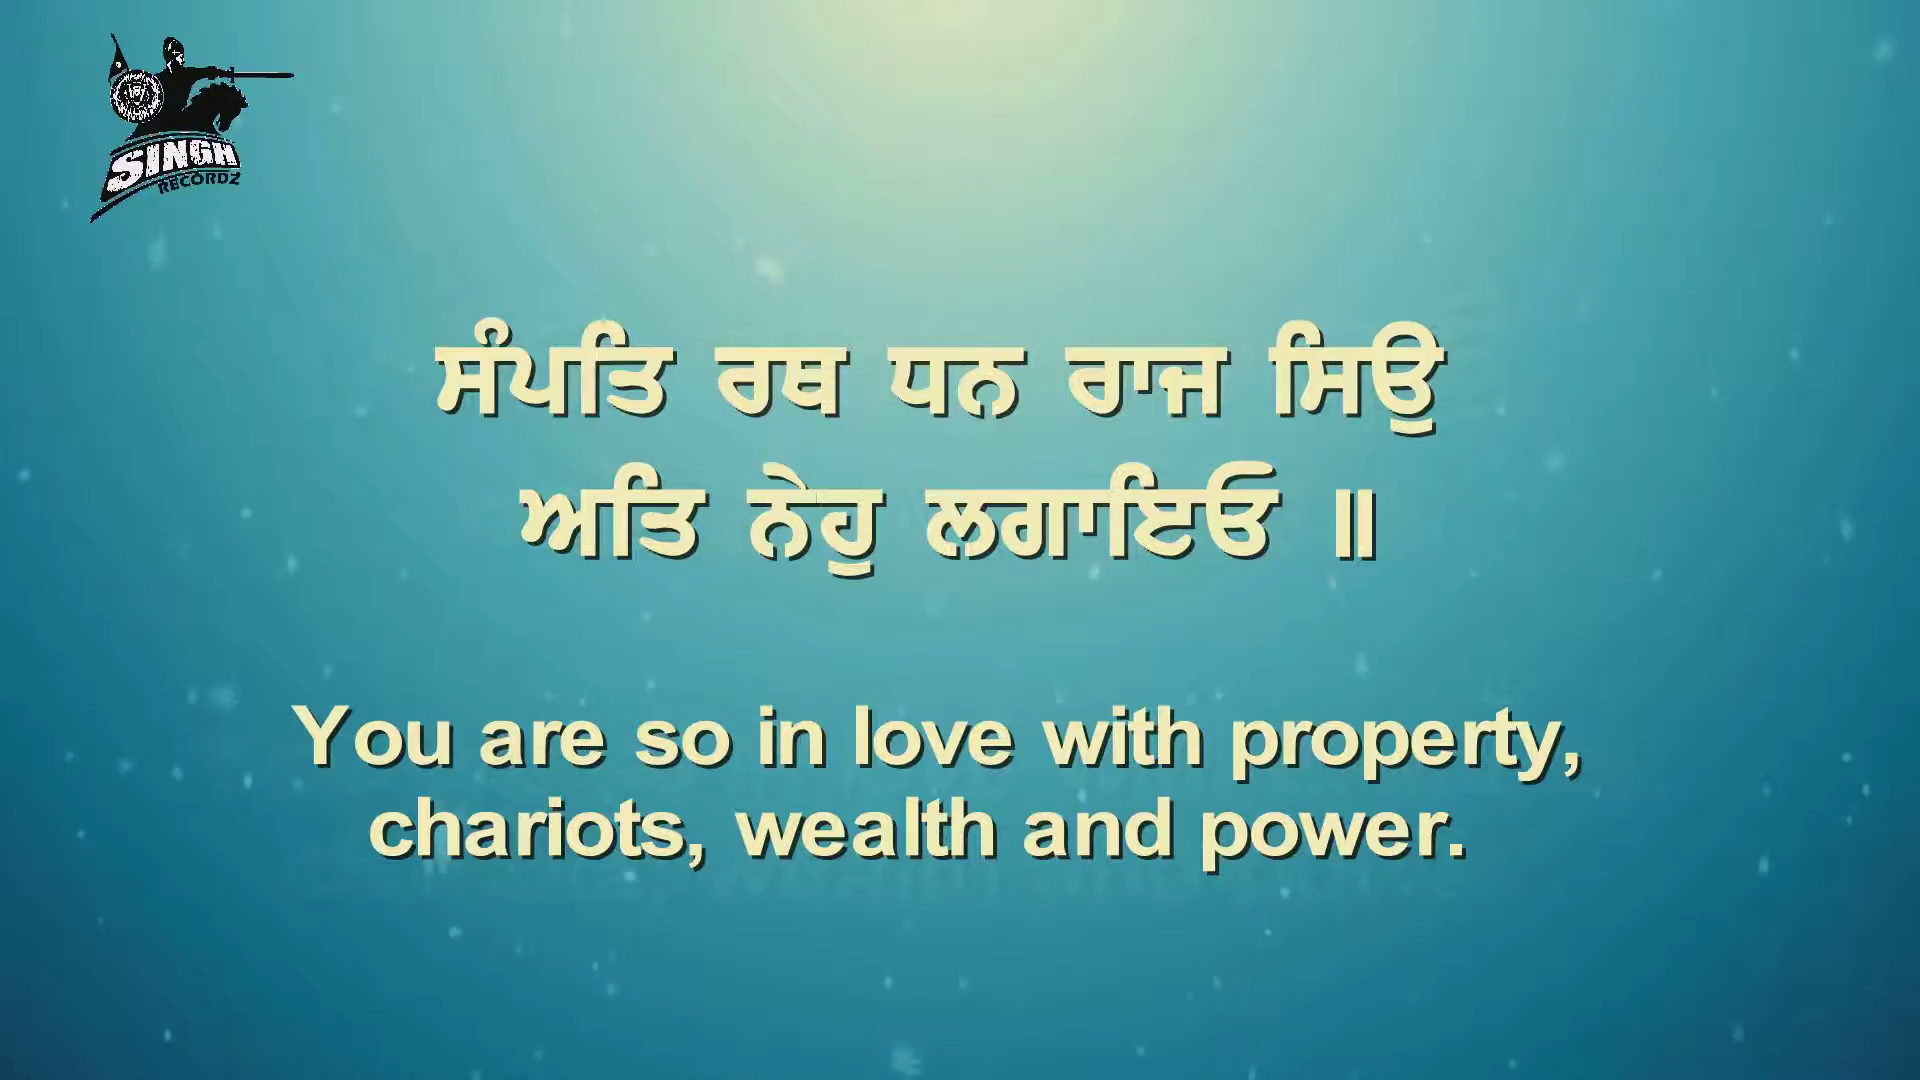 SINGH
RECORDZ
ਸੰਪਤਿ ਰਥ ਧਨ ਰਾਜ ਸਿਉ
ਅਤਿ ਨੇਹੁ ਲਗਾਇਓ ॥
You are so in love with property,
chariots, wealth and power.